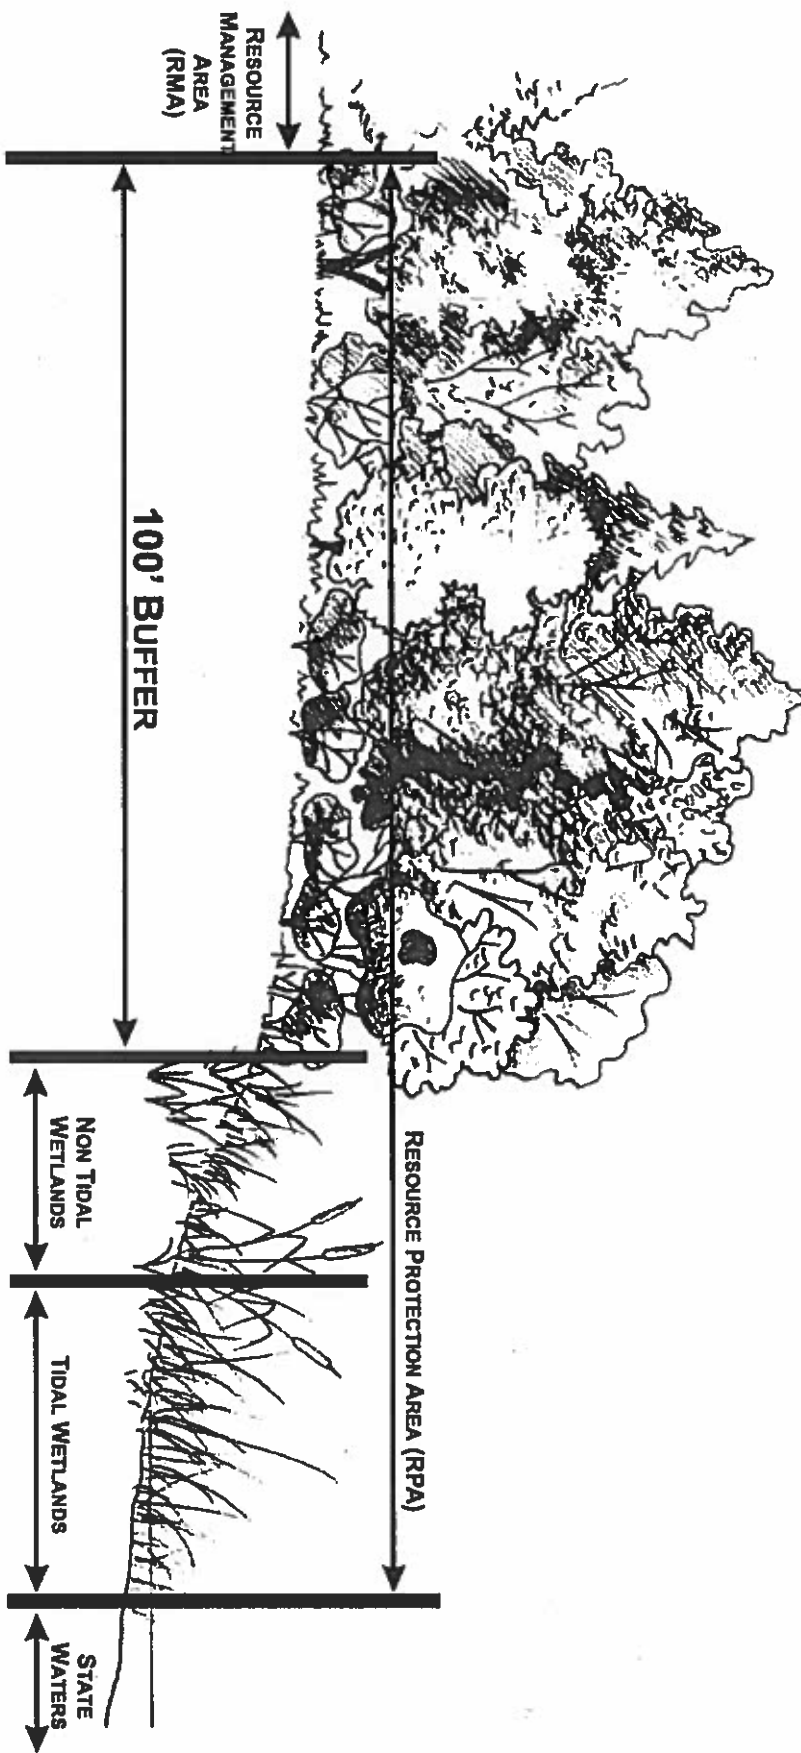 RESOURCE
MANAGEMENT
AREA
(RMA)
100' BUFFER
RESOURCE PROTECTION AREA (RPA)
NON TIDAL
WETLANDS
TIDAL WETLANDS
STATE
WATERS